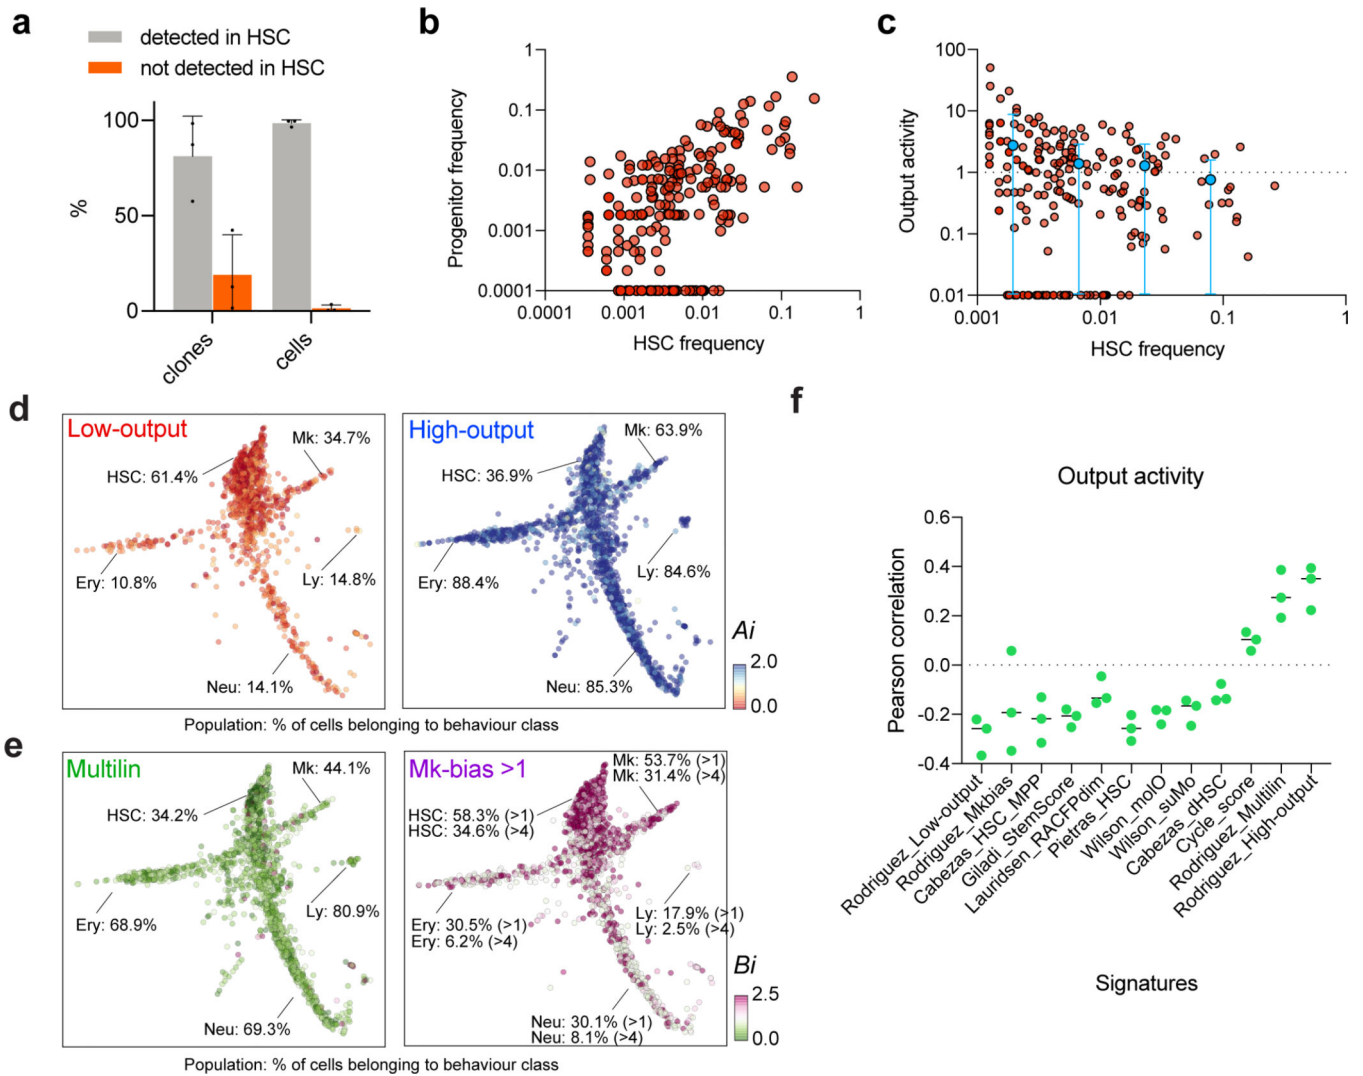 a
detected in HSC
not detected in HSC
100
50
0
%
clones
cells
b
1
0.1
0.01
0.001
0.0001
Progenitor frequency
0.0001
0.001
0.01
0.1
1
HSC frequency
c
100
10
1
0.1
0.01
Output activity
0.001
0.01
0.1
1
HSC frequency
d
Low-output
Mk: 34.7%
HSC: 61.4%
Ery: 10.8%
Ly: 14.8%
Neu: 14.1%
High-output
Mk: 63.9%
HSC: 36.9%
Ery: 88.4%
Ly: 84.6%
Neu: 85.3%
Ai
2.0
0.0
Population: % of cells belonging to behaviour class
e
Multilin
Mk: 44.1%
HSC: 34.2%
Ery: 68.9%
Ly: 80.9%
Neu: 69.3%
Mk-bias >1
Mk: 53.7% (>1)
Mk: 31.4% (>4)
HSC: 58.3% (>1)
HSC: 34.6% (>4)
Ery: 30.5% (>1)
Ery: 6.2% (>4)
Ly: 17.9% (>1)
Ly: 2.5% (>4)
Neu: 30.1% (>1)
Neu: 8.1% (>4)
Bi
2.5
0.0
Population: % of cells belonging to behaviour class
f
Output activity
0.6
0.4
0.2
0.0
-0.2
-0.4
Pearson correlation
Rodriguez_Low-output
Rodriguez_Mkbias
Cabezas_HSC_MPP
Giladi_StemScore
Lauridsen_RACFPdim
Pietras_HSC
Wilson_molO
Wilson_suMo
Cabezas_dHSC
Cycle_score
Rodriguez_Multilin
Rodriguez_High-output
Signatures